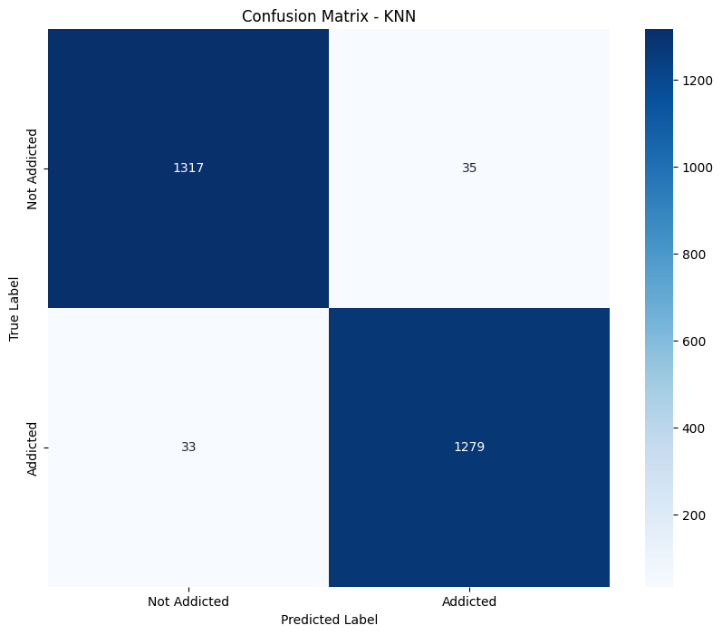 Confusion Matrix - KNN
True Label
Not Addicted
Addicted
1317
35
33
1279
Not Addicted
Addicted
Predicted Label
1200
1000
800
600
400
200